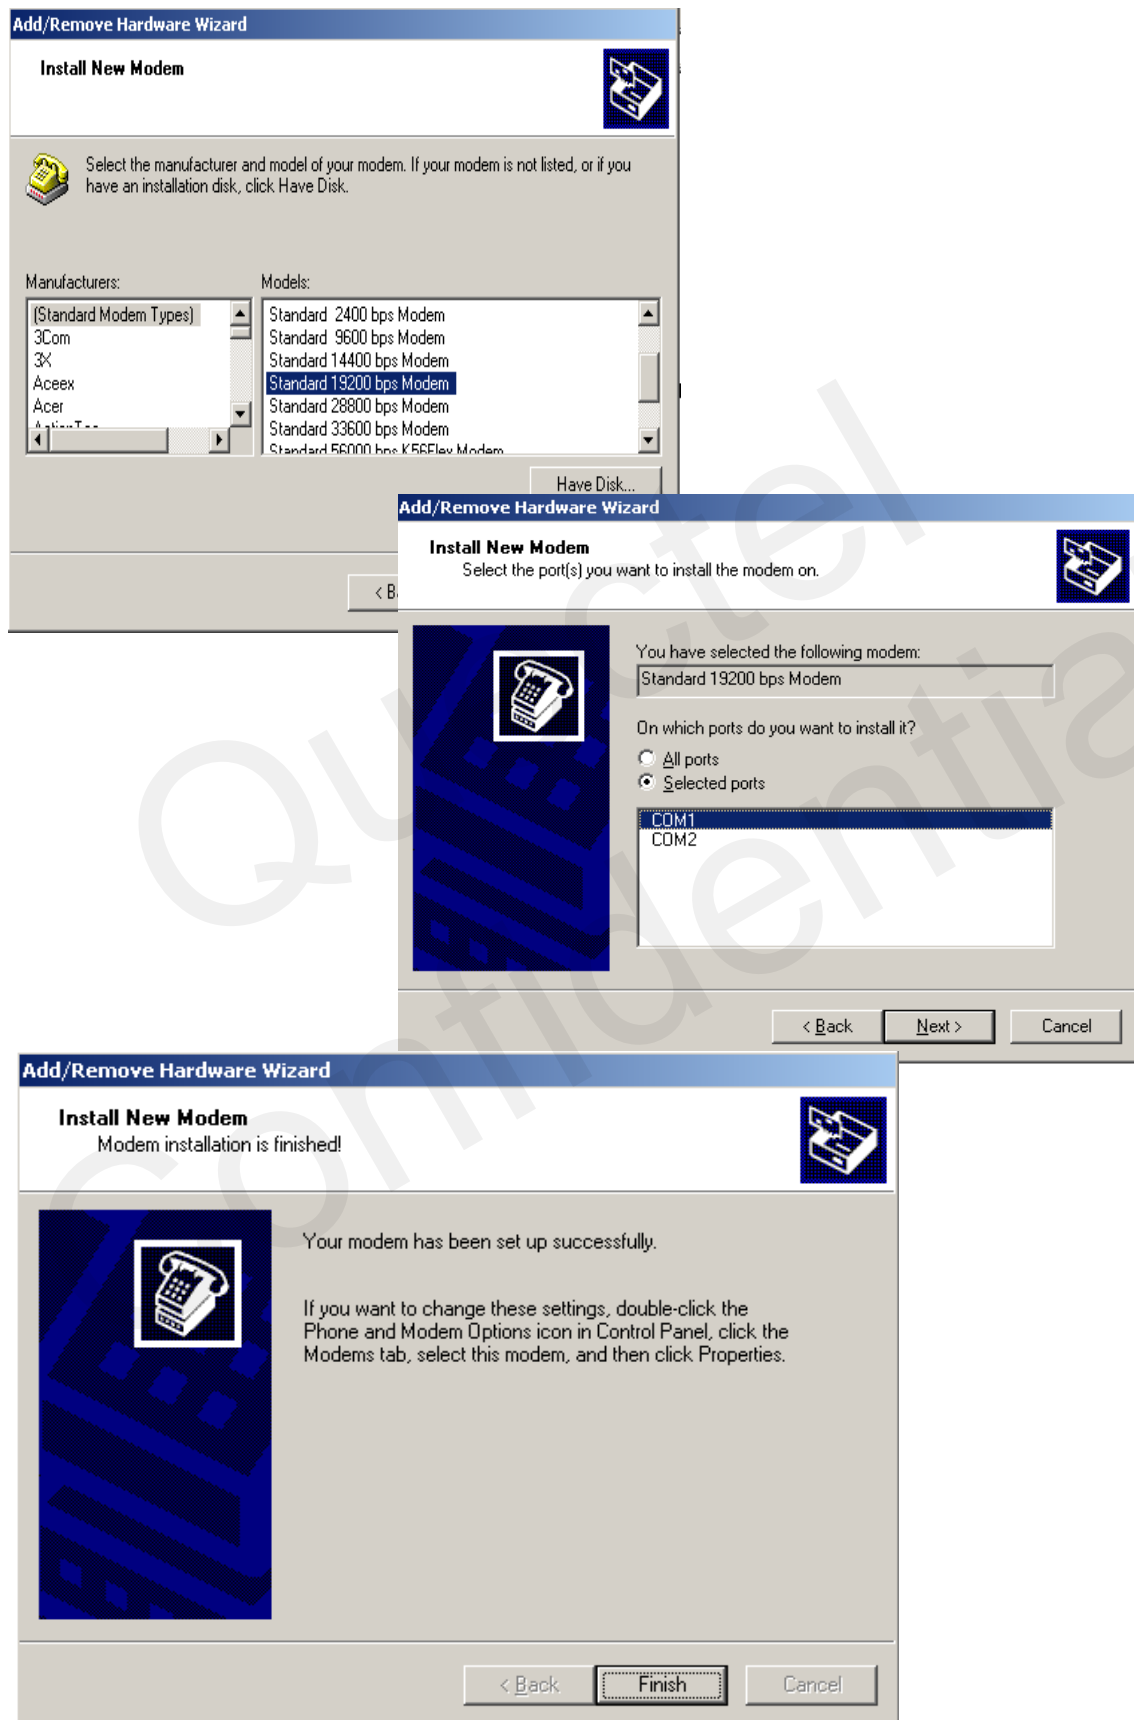 Add/Remove Hardware Wizard
Install New Modem
Select the manufacturer and model of your modem. If your modem is not listed, or if you
have an installation disk, click Have Disk.
Manufacturers:
(Standard Modem Types)
3Com
3X
Aceex
Acer
ActionTec
Models:
Standard  2400 bps Modem
Standard  9600 bps Modem
Standard 14400 bps Modem
Standard 19200 bps Modem
Standard 28800 bps Modem
Standard 33600 bps Modem
Standard 56000 bps K56Flex Modem
Have Disk...
< B
Add/Remove Hardware Wizard
Install New Modem
Select the port(s) you want to install the modem on.
You have selected the following modem:
Standard 19200 bps Modem
On which ports do you want to install it?
All ports
Selected ports
COM1
COM2
< Back
Next >
Cancel
Add/Remove Hardware Wizard
Install New Modem
Modem installation is finished!
Your modem has been set up successfully.
If you want to change these settings, double-click the
Phone and Modem Options icon in Control Panel, click the
Modems tab, select this modem, and then click Properties.
< Back
Finish
Cancel
Quectel
Confidential